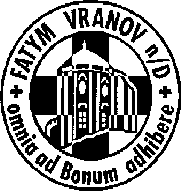 FATYM VRANOV n/D
omnia ad Bonum adhibere